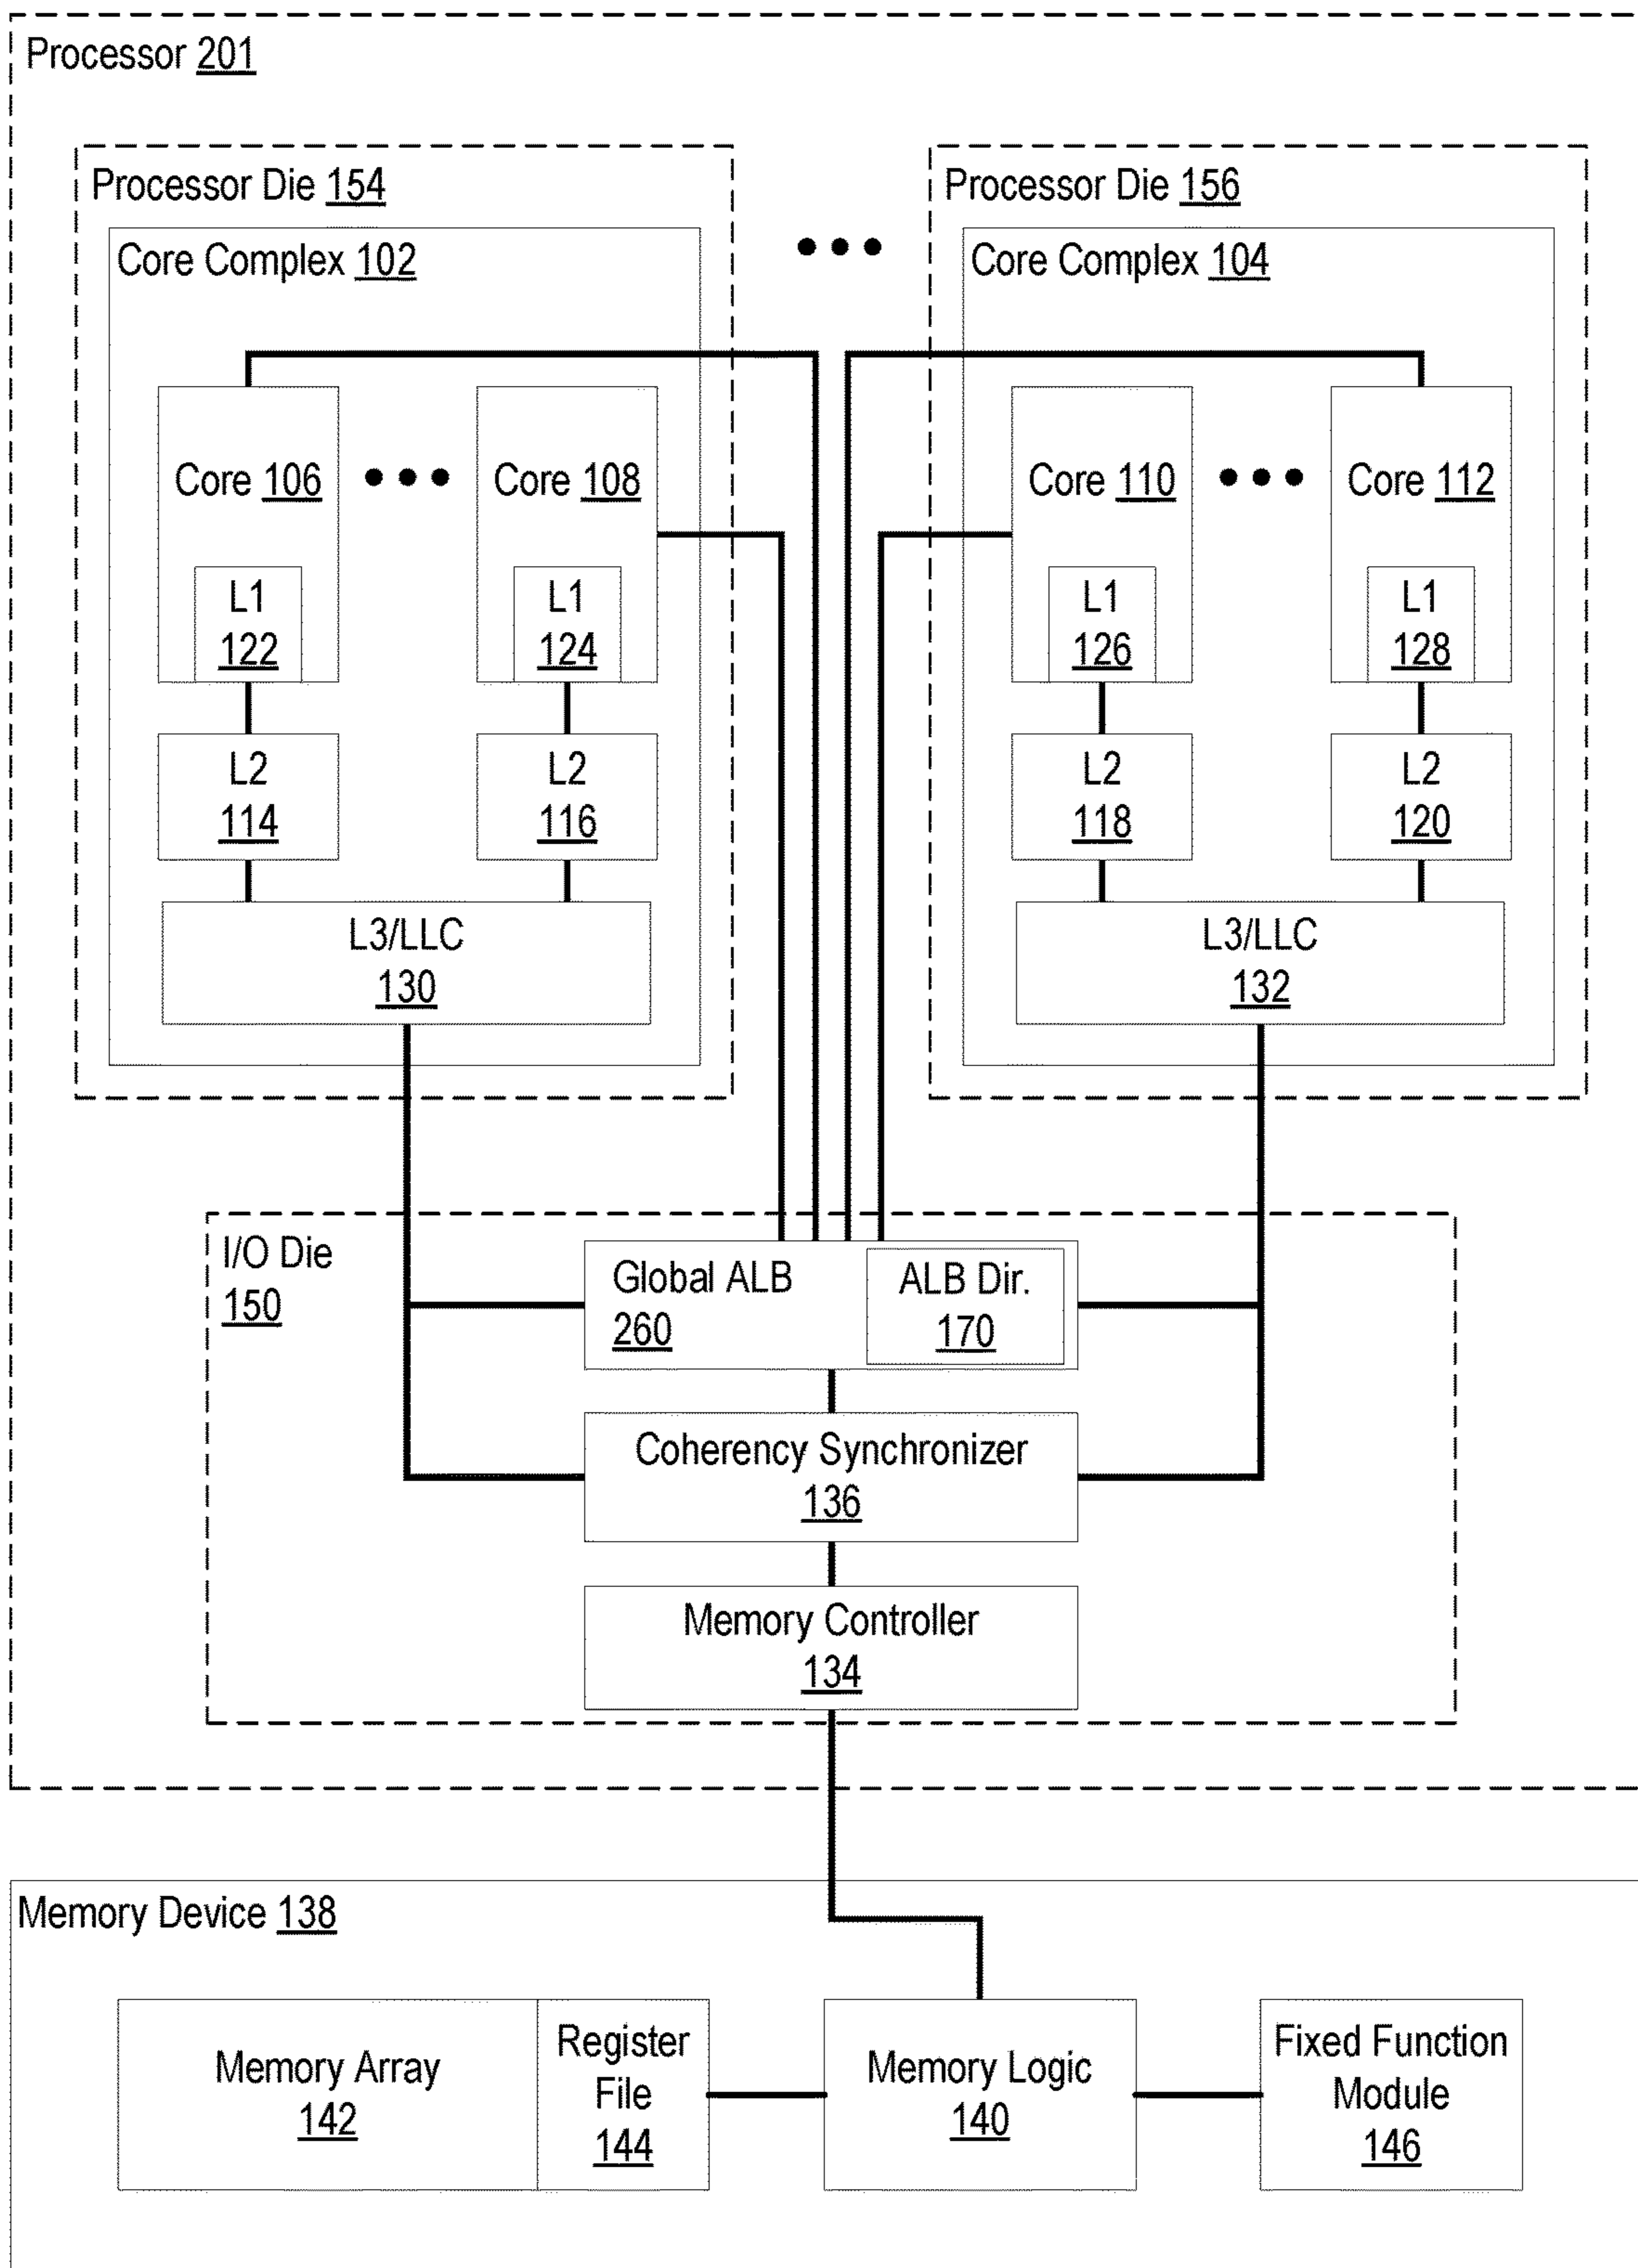 Processor 201
Processor Die 154
Core Complex 102
Core 106
L1
122
L2
114
Core 108
L1
124
L2
116
L3/LLC
130
Processor Die 156
Core Complex 104
Core 110
L1
126
L2
118
Core 112
L1
128
L2
120
L3/LLC
132
I/O Die
150
Global ALB
260
ALB Dir.
170
Coherency Synchronizer
136
Memory Controller
134
Memory Device 138
Memory Array
142
Register
File
144
Memory Logic
140
Fixed Function
Module
146